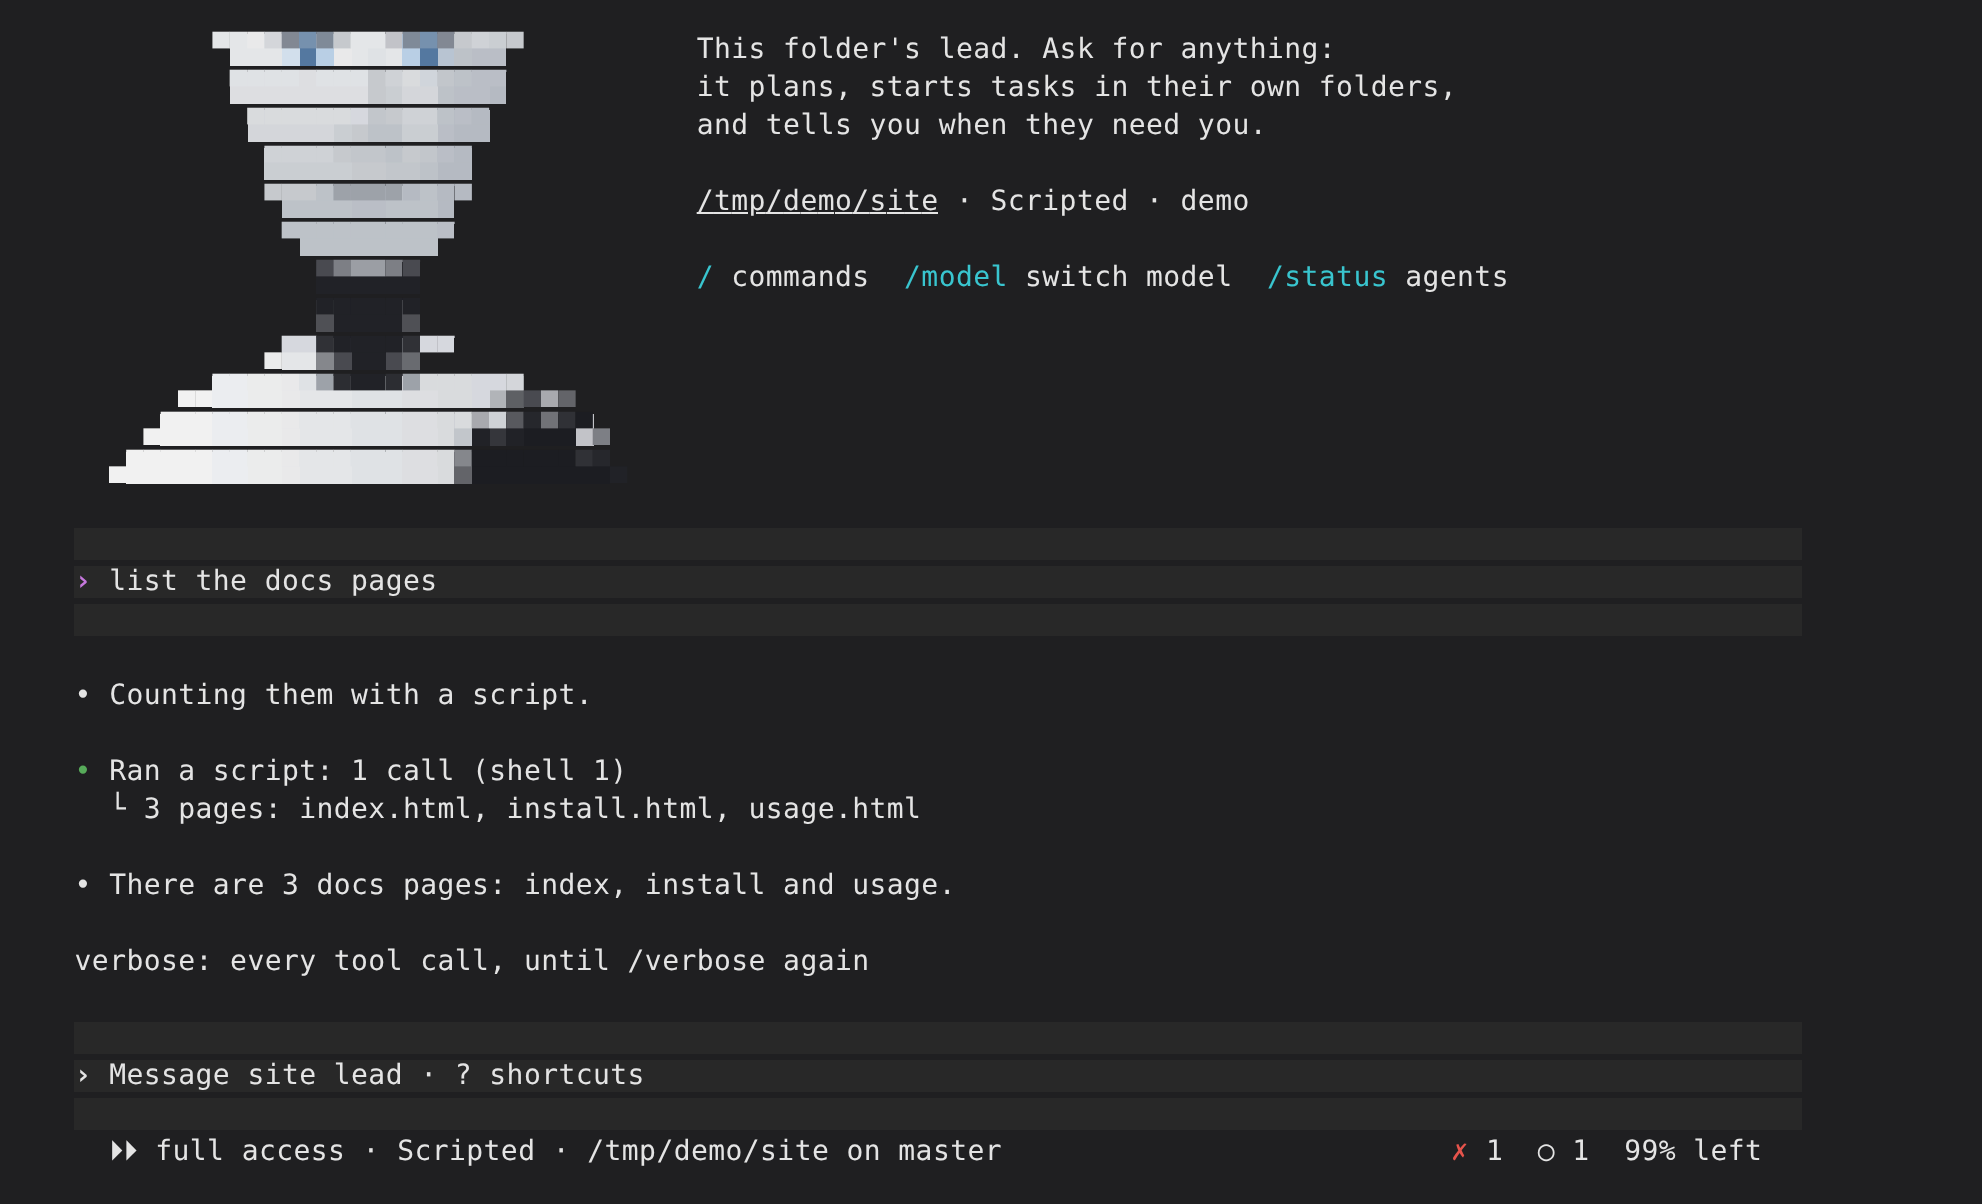 This folder's lead. Ask for anything:
it plans, starts tasks in their own folders,
and tells you when they need you.
/tmp/demo/site · Scripted · demo
/ commands  /model switch model  /status agents
› list the docs pages
• Counting them with a script.
• Ran a script: 1 call (shell 1)
└ 3 pages: index.html, install.html, usage.html
• There are 3 docs pages: index, install and usage.
verbose: every tool call, until /verbose again
› Message site lead · ? shortcuts
⏵⏵ full access · Scripted · /tmp/demo/site on master  ✗ 1  ○ 1  99% left